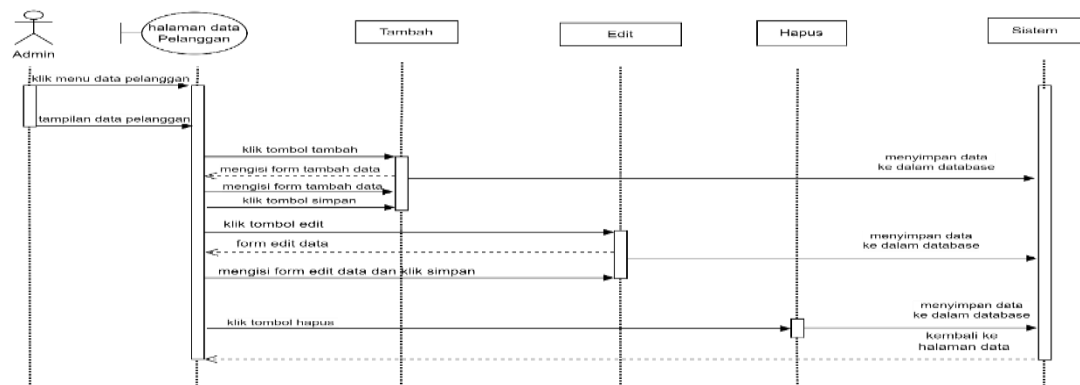 halaman data
Pelanggan
Tambah
Edit
Hapus
Sistem
Admin
klik menu data pelanggan
tampilan data pelanggan
klik tombol tambah
mengisi form tambah data
menyimpan data
ke dalam database
mengisi form tambah data
klik tombol simpan
klik tombol edit
form edit data
menyimpan data
ke dalam database
mengisi form edit data dan klik simpan
menyimpan data
ke dalam database
klik tombol hapus
kembali ke
halaman data